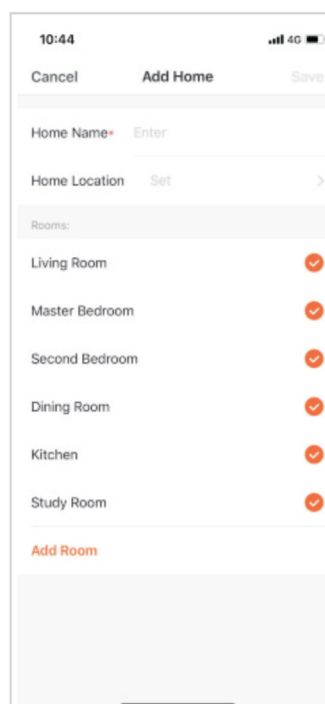 10:44 4G
Cancel Add Home Save
Home Name* Enter
Home Location Set
Rooms:
Living Room
Master Bedroom
Second Bedroom
Dining Room
Kitchen
Study Room
Add Room